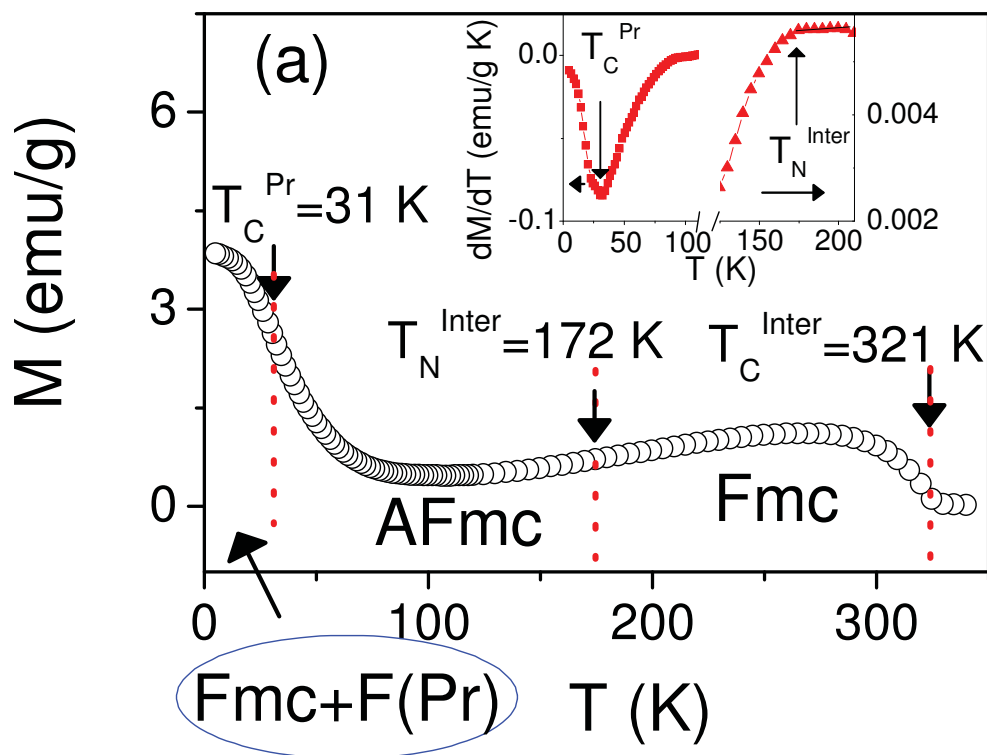 (a)
M (emu/g)
6
3
0
T_C^Pr=31 K
T_N^Inter=172 K
T_C^Inter=321 K
AFmc
Fmc
0 100 200 300
Fmc+F(Pr)
T (K)
dM/dT (emu/g K)
0.0
-0.1
T_C^Pr
T_N^Inter
0.004
0.002
0 50 100 150 200
T (K)